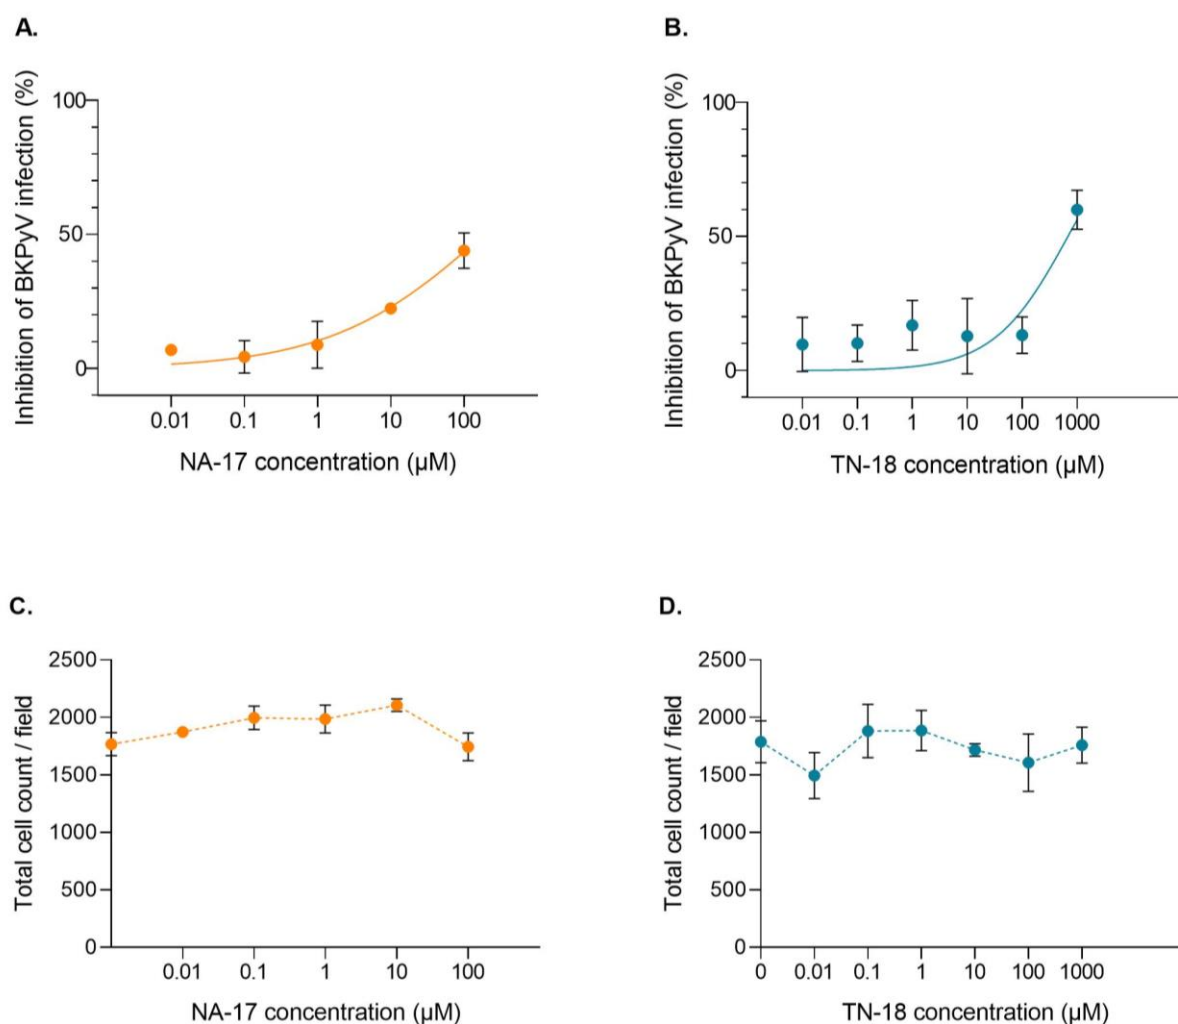 A.
Inhibition of BKPyV infection (%)
100
50
0
0.01 0.1 1 10 100
NA-17 concentration (µM)
B.
Inhibition of BKPyV infection (%)
100
50
0
0.01 0.1 1 10 100 1000
TN-18 concentration (µM)
C.
Total cell count / field
2500
2000
1500
1000
500
0
0.01 0.1 1 10 100
NA-17 concentration (µM)
D.
Total cell count / field
2500
2000
1500
1000
500
0
0 0.01 0.1 1 10 100 1000
TN-18 concentration (µM)